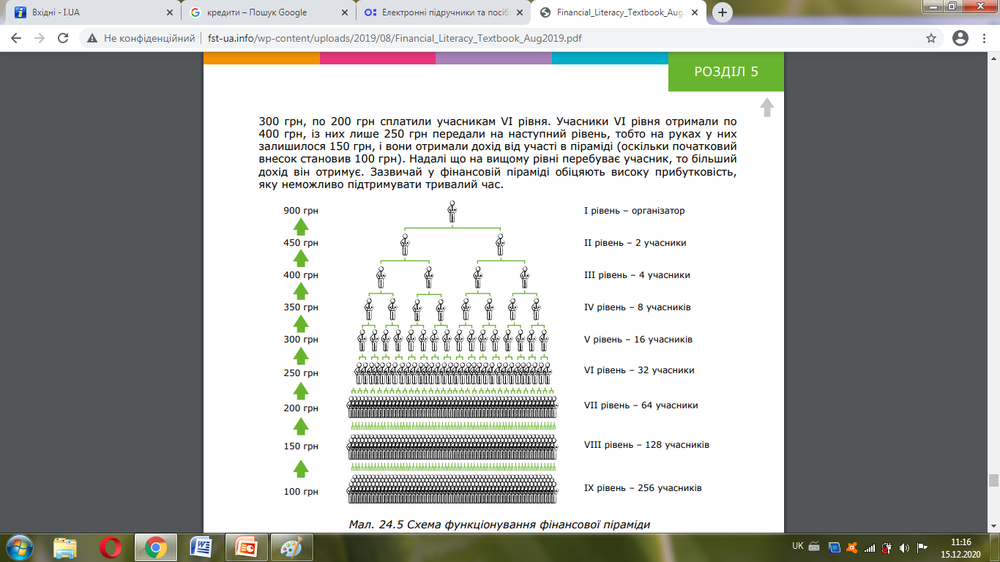 Вхідні - I.UA
кредити – Пошук Google
Електронні підручники та посіб
Financial_Literacy_Textbook_Aug
Не конфіденційний
fst-ua.info/wp-content/uploads/2019/08/Financial_Literacy_Textbook_Aug2019.pdf
РОЗДІЛ 5
300 грн, по 200 грн сплатили учасникам VI рівня. Учасники VI рівня отримали по
400 грн, із них лише 250 грн передали на наступний рівень, тобто на руках у них
залишилося 150 грн, і вони отримали дохід від участі в піраміді (оскільки початковий
внесок становив 100 грн). Надалі що на вищому рівні перебуває учасник, то більший
дохід він отримує. Зазвичай у фінансовій піраміді обіцяють високу прибутковість,
яку неможливо підтримувати тривалий час.
900 грн I рівень – організатор
450 грн II рівень – 2 учасники
400 грн III рівень – 4 учасники
350 грн IV рівень – 8 учасників
300 грн V рівень – 16 учасників
250 грн VI рівень – 32 учасники
200 грн VII рівень – 64 учасники
150 грн VIII рівень – 128 учасників
100 грн IX рівень – 256 учасників
Мал. 24.5 Схема функціонування фінансової піраміди
UK
11:16
15.12.2020